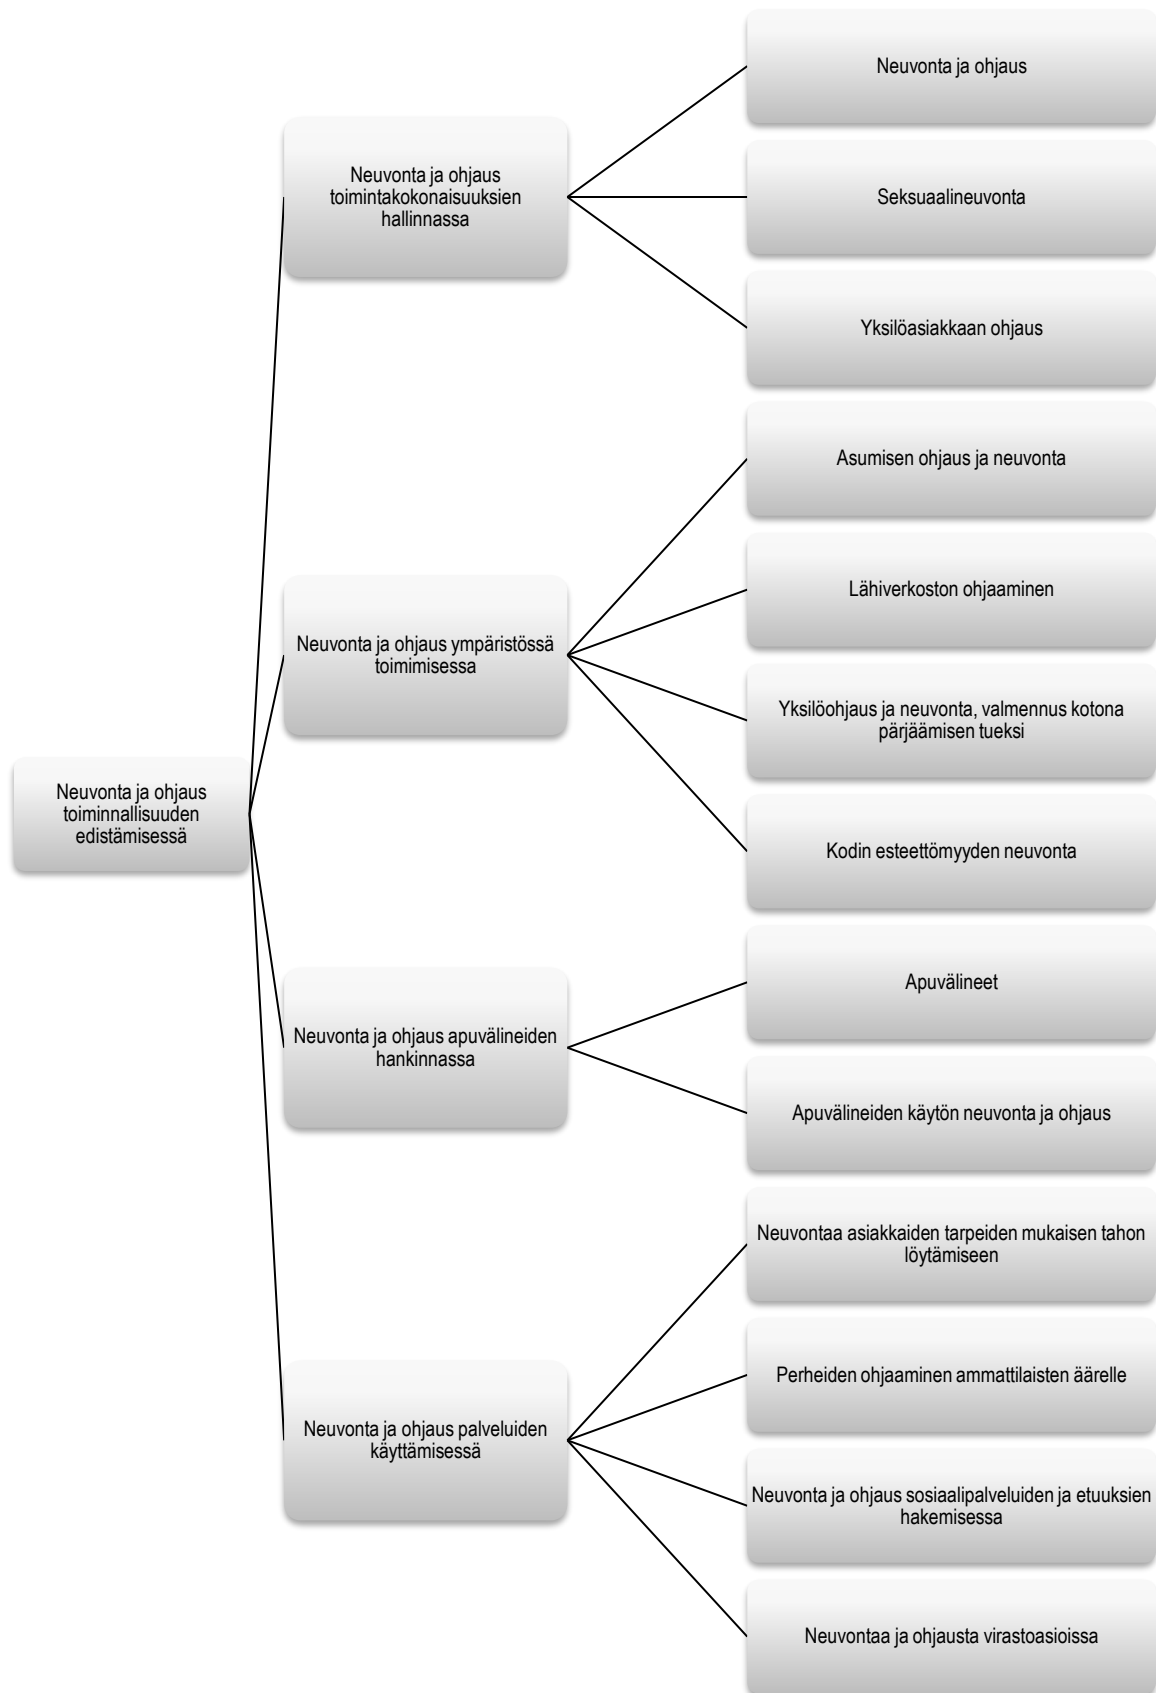 Neuvonta ja ohjaus
toiminnallisuuden
edistämisessä
Neuvonta ja ohjaus
toimintakokonaisuuksien
hallinnassa
Neuvonta ja ohjaus
Seksuaalineuvonta
Yksilöasiakkaan ohjaus
Neuvonta ja ohjaus ympäristössä
toimimisessa
Asumisen ohjaus ja neuvonta
Lähiverkoston ohjaaminen
Yksilöohjaus ja neuvonta, valmennus kotona
pärjäämisen tueksi
Kodin esteettömyyden neuvonta
Neuvonta ja ohjaus apuvälineiden
hankinnassa
Apuvälineet
Apuvälineiden käytön neuvonta ja ohjaus
Neuvonta ja ohjaus palveluiden
käyttämisessä
Neuvontaa asiakkaiden tarpeiden mukaisen tahon
löytämiseen
Perheiden ohjaaminen ammattilaisten äärelle
Neuvonta ja ohjaus sosiaalipalveluiden ja etuuksien
hakemisessa
Neuvontaa ja ohjausta virastoasioissa